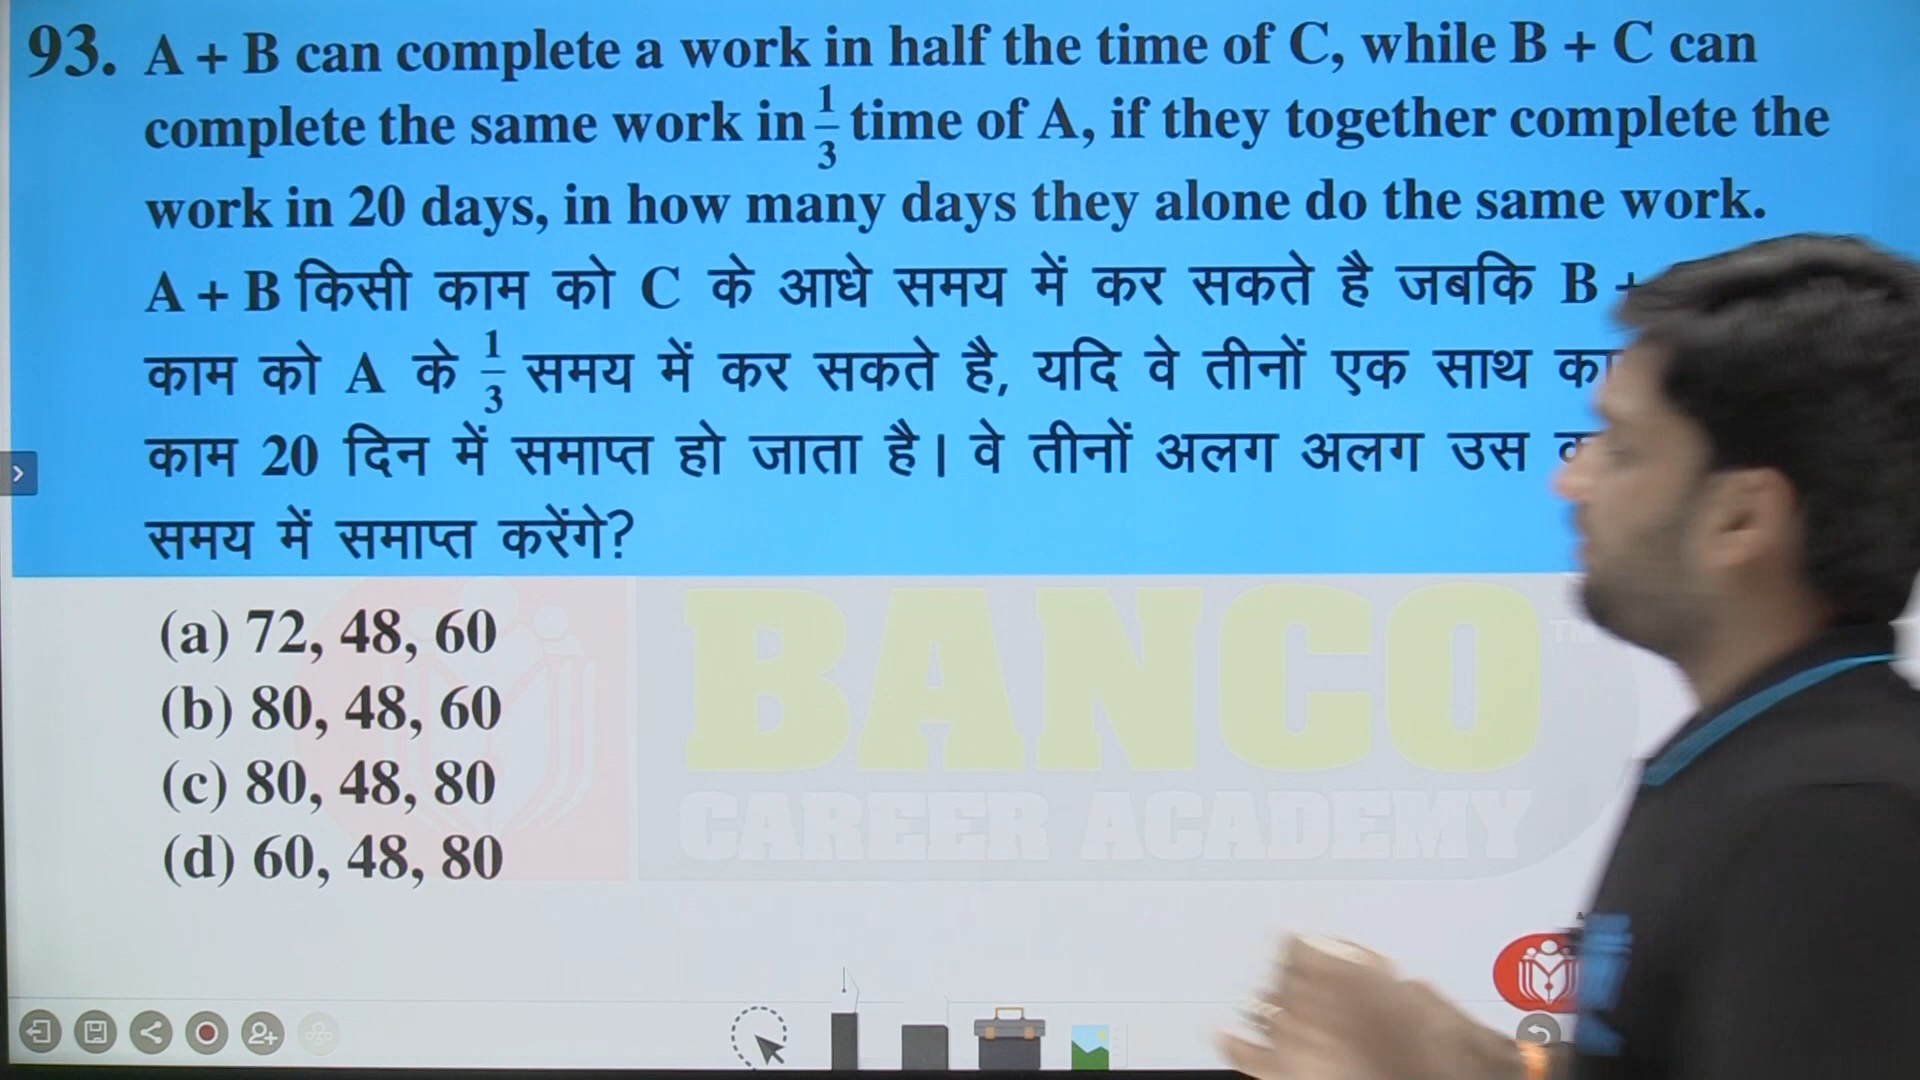 93. A + B can complete a work in half the time of C, while B + C can
complete the same work in 1/3 time of A, if they together complete the
work in 20 days, in how many days they alone do the same work.
A + B किसी काम को C के आधे समय में कर सकते है जबकि B +
काम को A के 1/3 समय में कर सकते है, यदि वे तीनों एक साथ
काम 20 दिन में समाप्त हो जाता है। वे तीनों अलग अलग उस
समय में समाप्त करेंगे?
(a) 72, 48, 60
(b) 80, 48, 60
(c) 80, 48, 80
(d) 60, 48, 80
BANCO
TM
CAREER ACADEMY